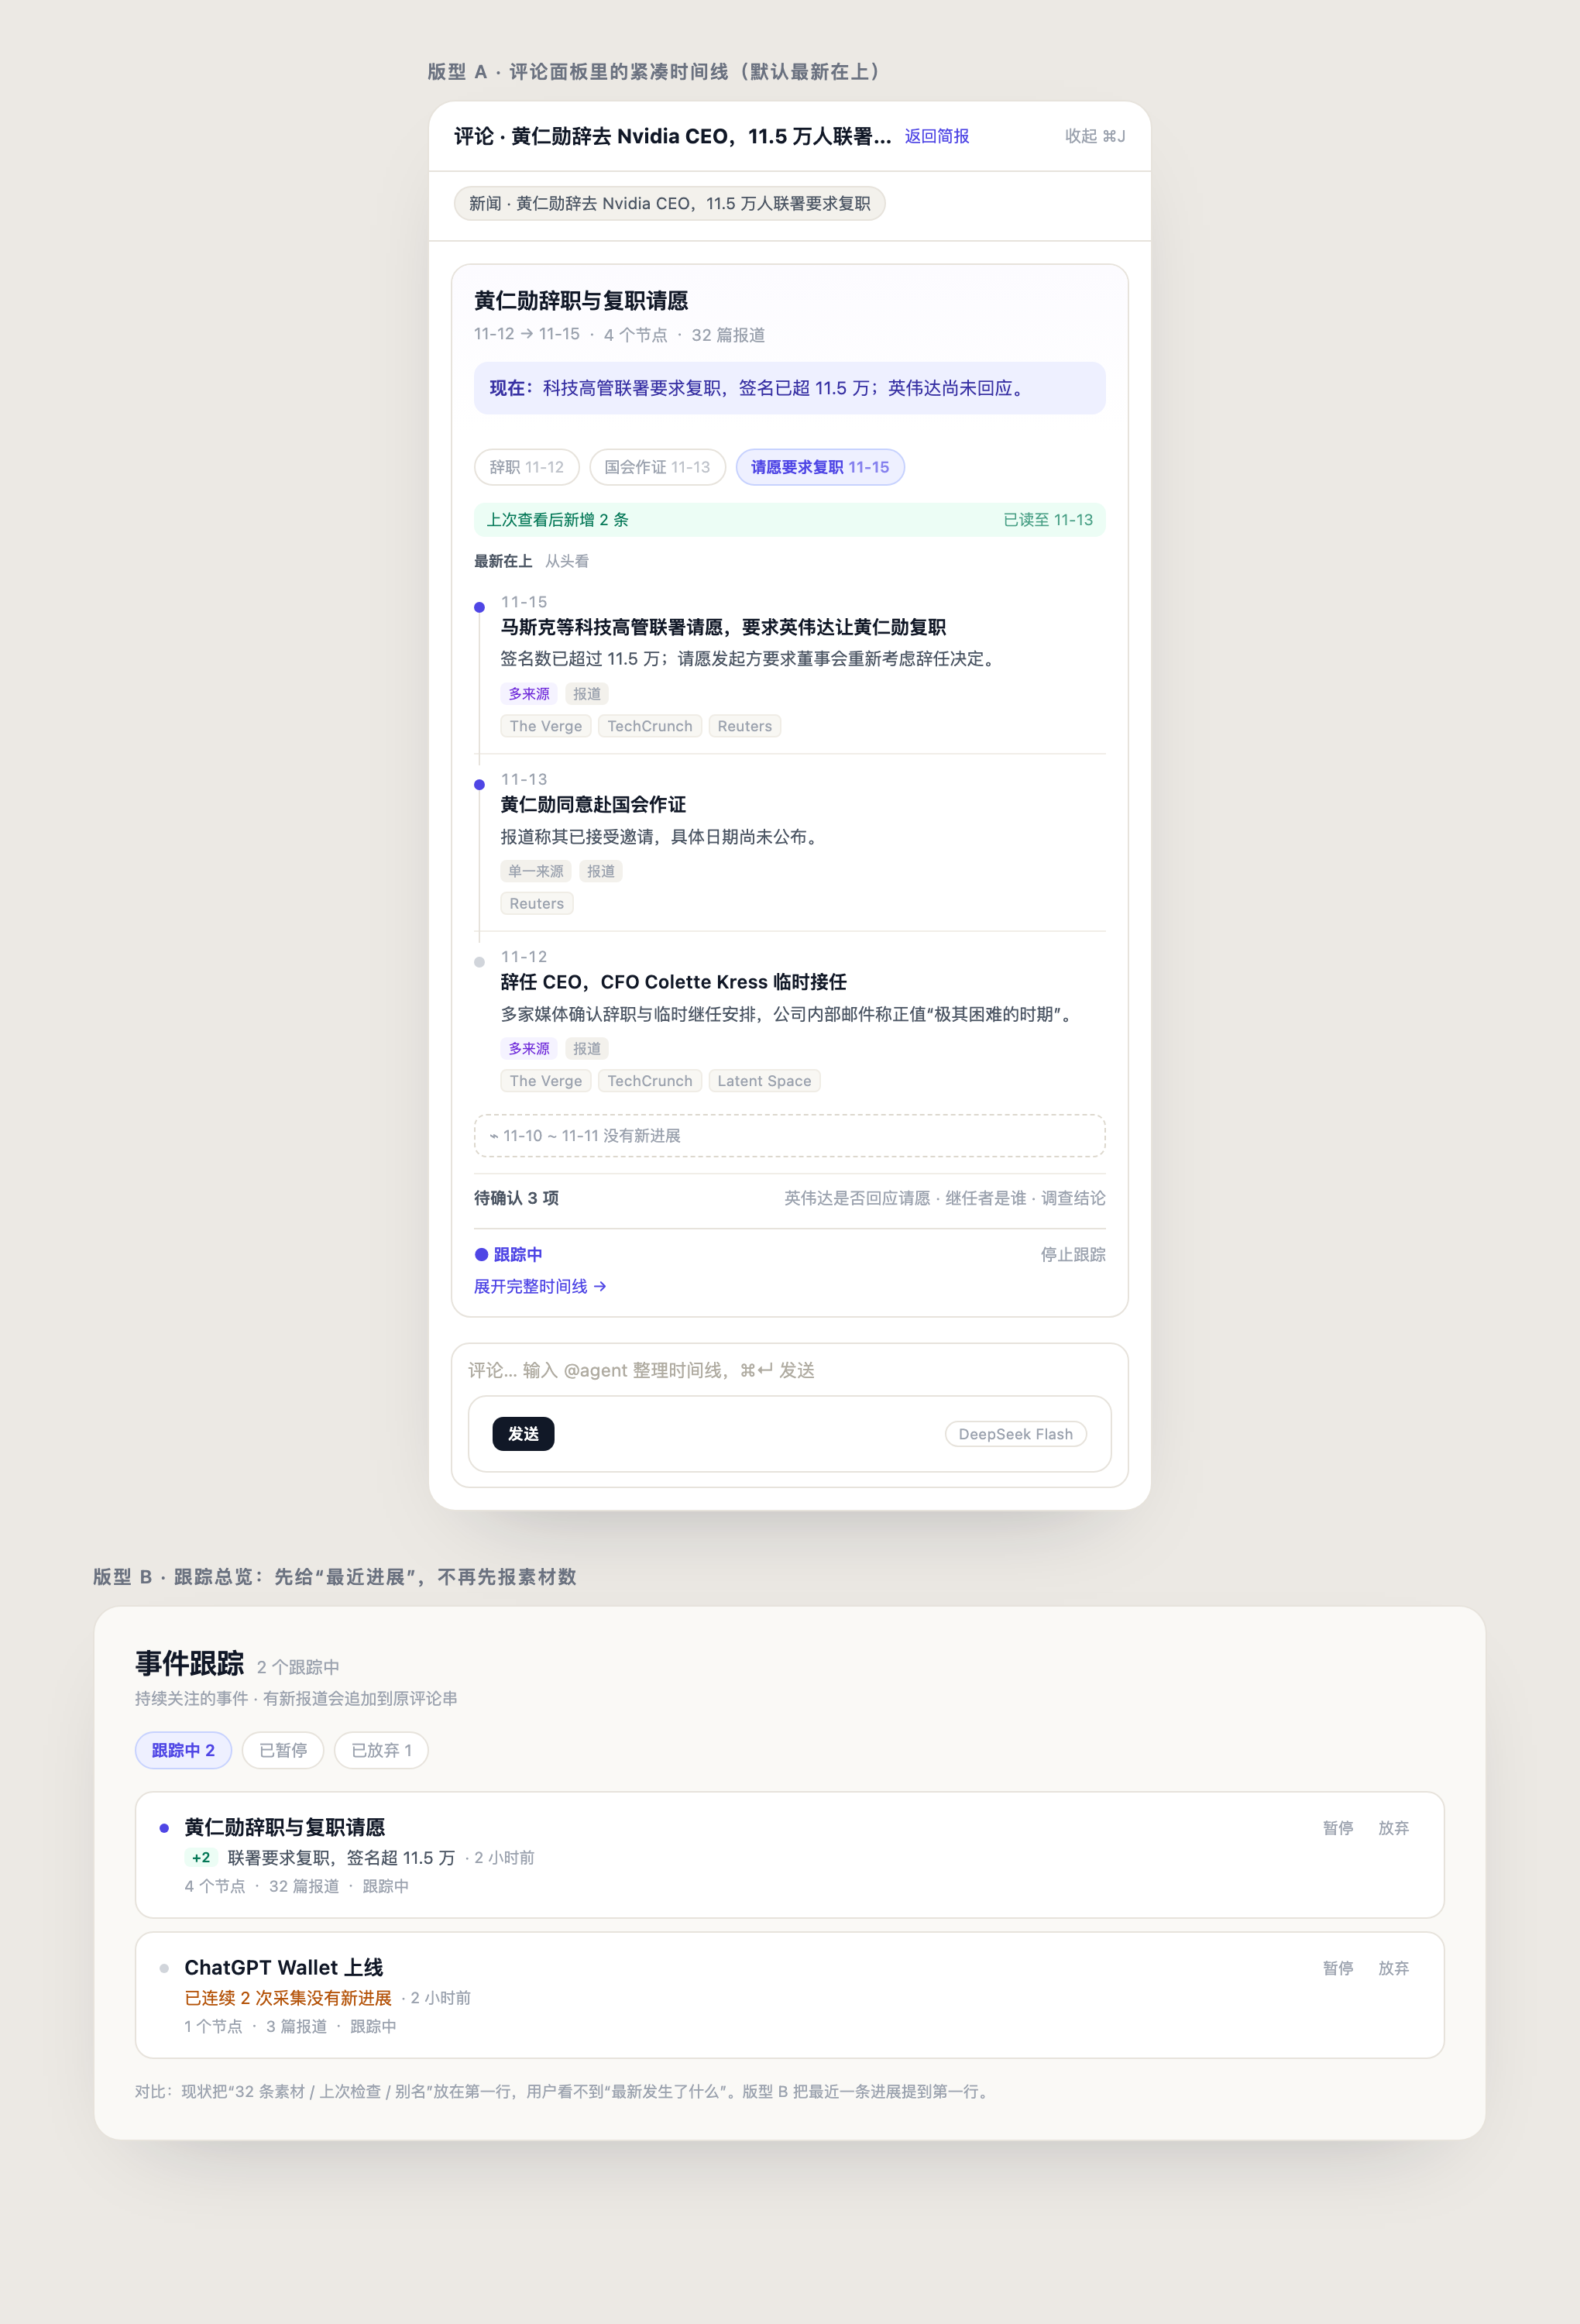 版型 A · 评论面板里的紧凑时间线（默认最新在上）
评论 · 黄仁勋辞去 Nvidia CEO，11.5 万人联署... 返回简报 收起 ⌘J
新闻 · 黄仁勋辞去 Nvidia CEO，11.5 万人联署要求复职
黄仁勋辞职与复职请愿
11-12 → 11-15 · 4 个节点 · 32 篇报道
现在：科技高管联署要求复职，签名已超 11.5 万；英伟达尚未回应。
辞职 11-12 国会作证 11-13 请愿要求复职 11-15
上次查看后新增 2 条 已读至 11-13
最新在上 从头看
11-15
马斯克等科技高管联署请愿，要求英伟达让黄仁勋复职
签名数已超过 11.5 万；请愿发起方要求董事会重新考虑辞任决定。
多来源 报道
The Verge TechCrunch Reuters
11-13
黄仁勋同意赴国会作证
报道称其已接受邀请，具体日期尚未公布。
单一来源 报道
Reuters
11-12
辞任 CEO，CFO Colette Kress 临时接任
多家媒体确认辞职与临时继任安排，公司内部邮件称正值“极其困难的时期”。
多来源 报道
The Verge TechCrunch Latent Space
⌁ 11-10 ~ 11-11 没有新进展
待确认 3 项 英伟达是否回应请愿 · 继任者是谁 · 调查结论
跟踪中 停止跟踪
展开完整时间线 →
评论... 输入 @agent 整理时间线，⌘↵ 发送
发送 DeepSeek Flash
版型 B · 跟踪总览：先给“最近进展”，不再先报素材数
事件跟踪 2 个跟踪中
持续关注的事件 · 有新报道会追加到原评论串
跟踪中 2 已暂停 已放弃 1
黄仁勋辞职与复职请愿 暂停 放弃
+2 联署要求复职，签名超 11.5 万 · 2 小时前
4 个节点 · 32 篇报道 · 跟踪中
ChatGPT Wallet 上线 暂停 放弃
已连续 2 次采集没有新进展 · 2 小时前
1 个节点 · 3 篇报道 · 跟踪中
对比：现状把“32 条素材 / 上次检查 / 别名”放在第一行，用户看不到“最新发生了什么”。版型 B 把最近一条进展提到第一行。